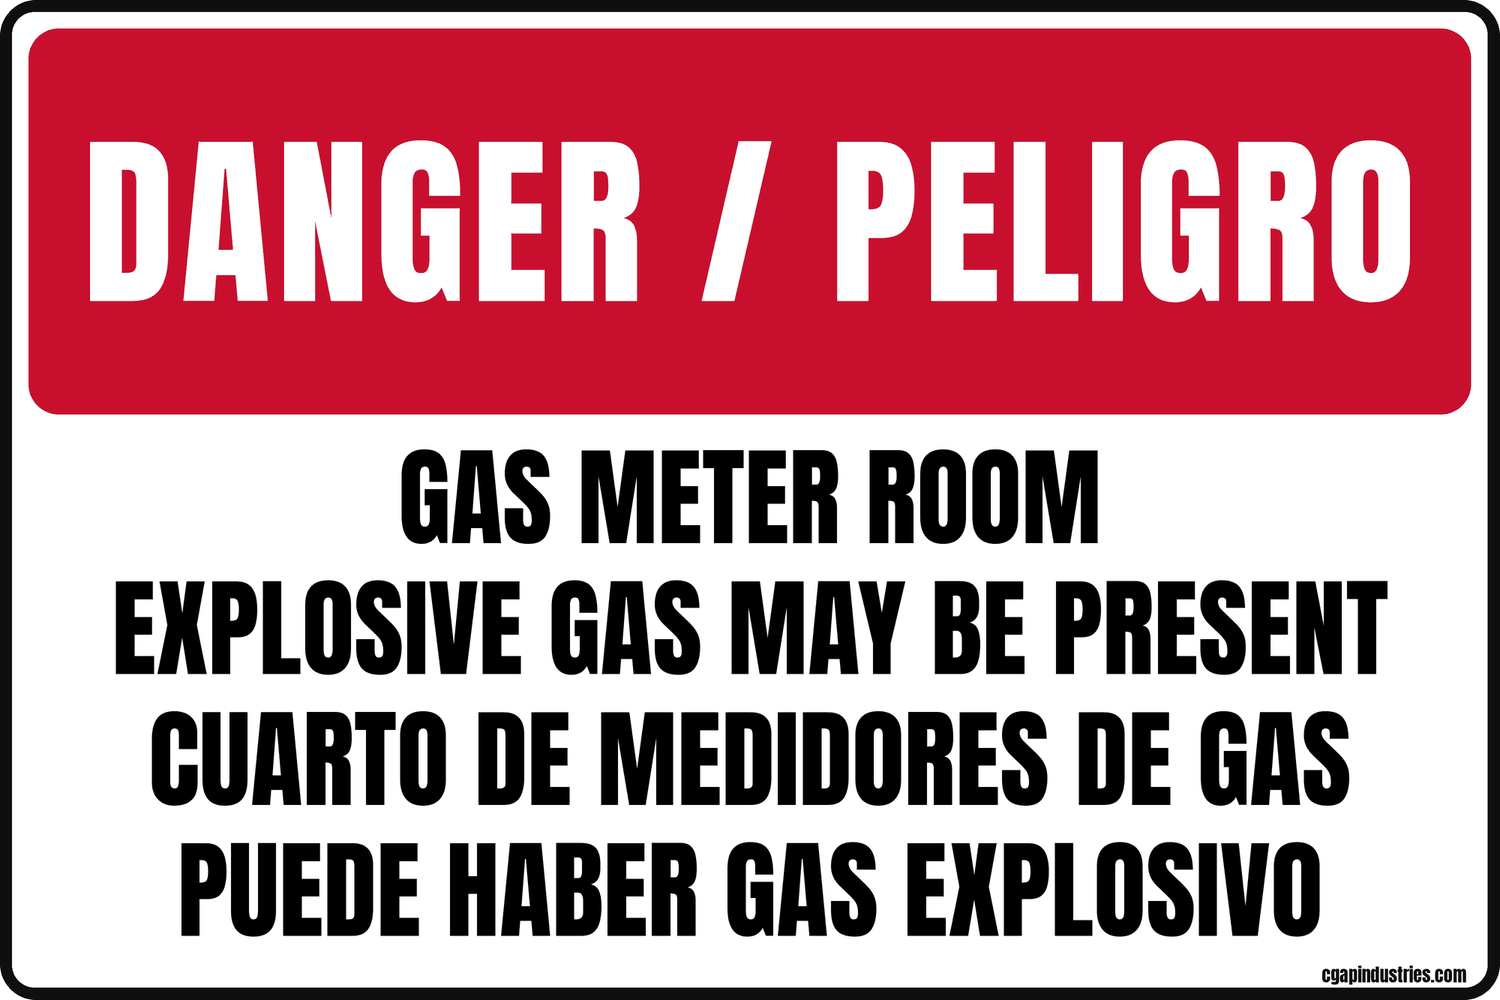 DANGER / PELIGRO
GAS METER ROOM
EXPLOSIVE GAS MAY BE PRESENT
CUARTO DE MEDIDORES DE GAS
PUEDE HABER GAS EXPLOSIVO
cgapindustries.com